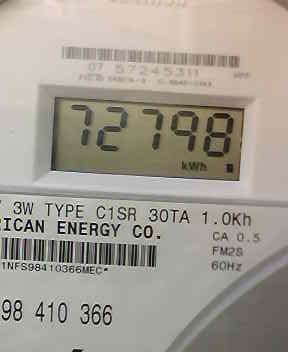 07 57245311
72798
kWh
3W TYPE C1SR 30TA 1.0Kh
RICAN ENERGY CO.
CA 0.5
FM2S
1NFS98410366MEC*
60Hz
98 410 366